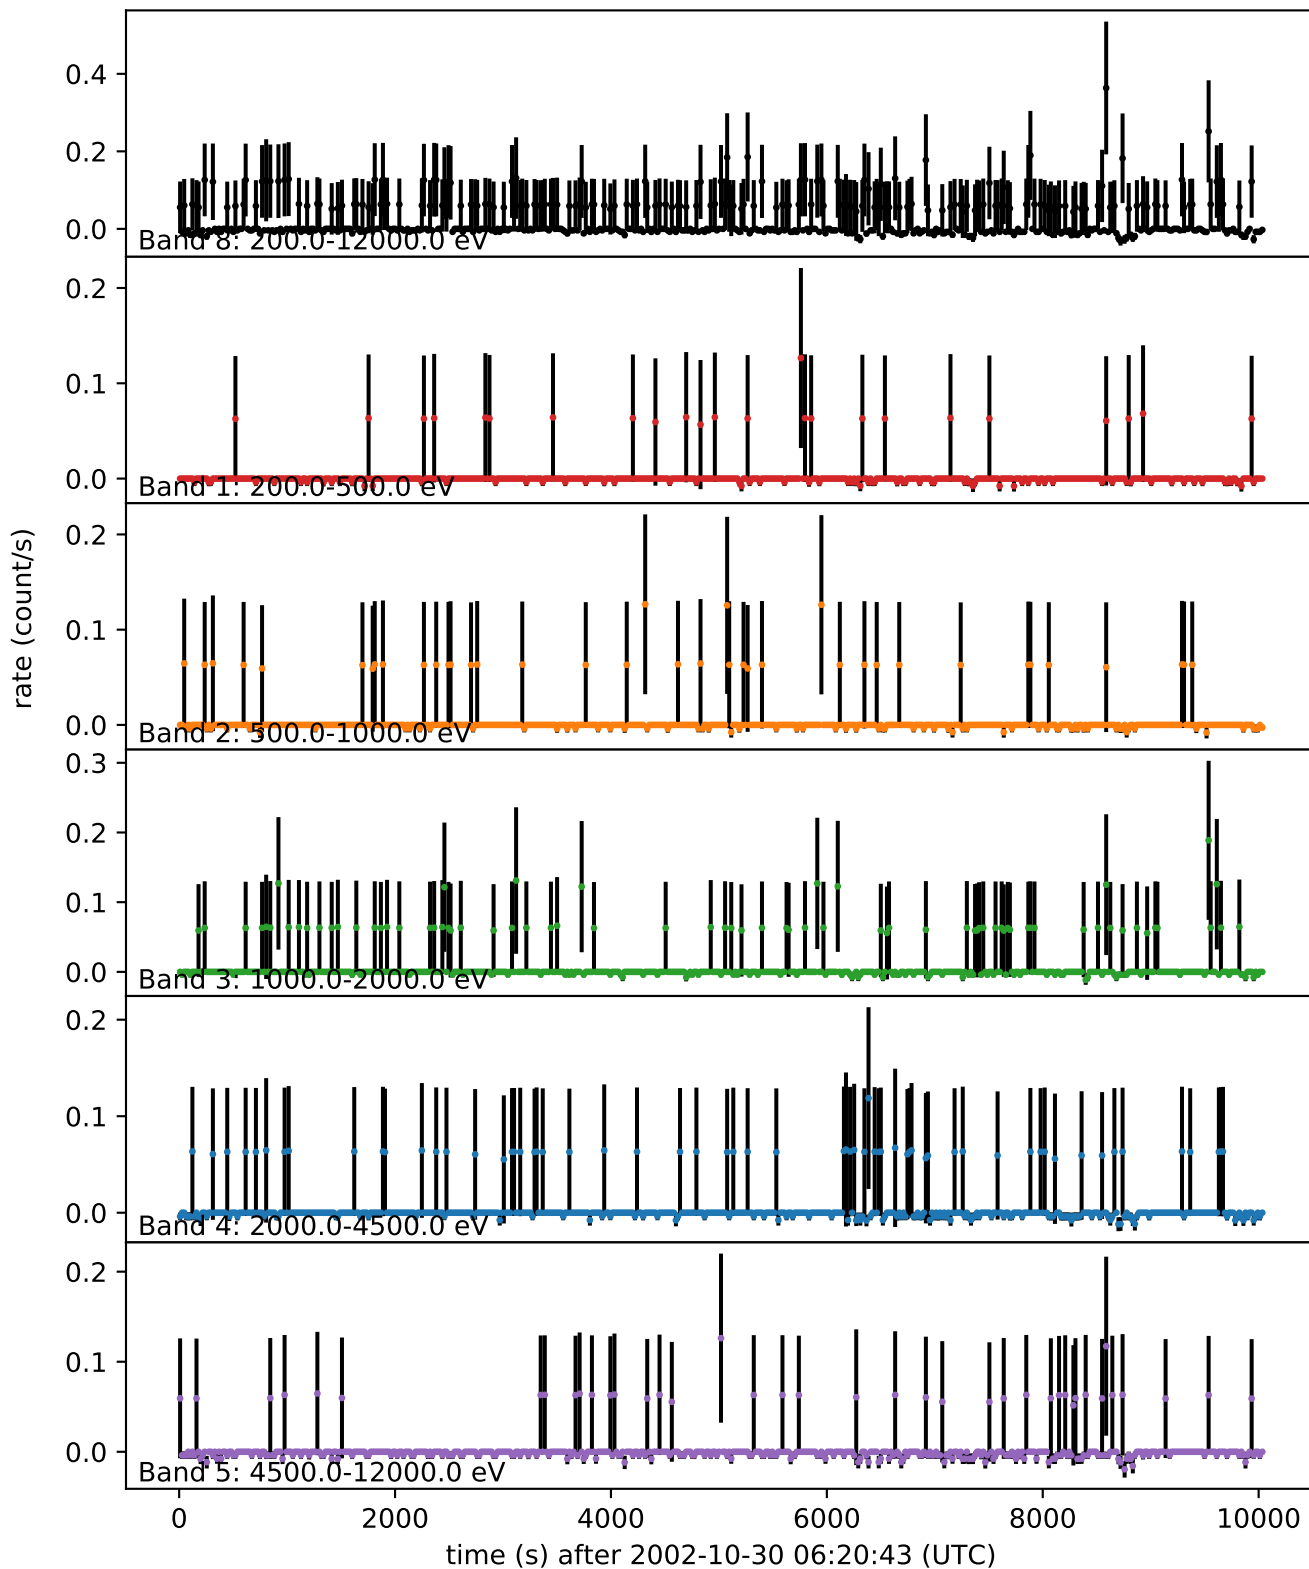 0.4
0.2
0.0
Band 8: 200.0-12000.0 eV
0.2
0.1
0.0
Band 1: 200.0-500.0 eV
0.2
0.1
0.0
Band 2: 500.0-1000.0 eV
rate (count/s)
0.3
0.2
0.1
0.0
Band 3: 1000.0-2000.0 eV
0.2
0.1
0.0
Band 4: 2000.0-4500.0 eV
0.2
0.1
0.0
Band 5: 4500.0-12000.0 eV
0 2000 4000 6000 8000 10000
time (s) after 2002-10-30 06:20:43 (UTC)